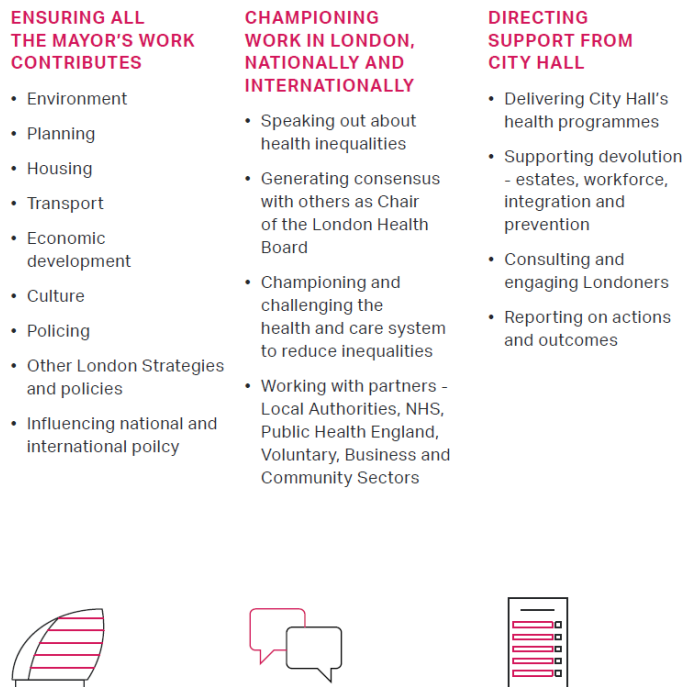 ENSURING ALL
THE MAYOR'S WORK
CONTRIBUTES
• Environment
• Planning
• Housing
• Transport
• Economic
development
• Culture
• Policing
• Other London Strategies
and policies
• Influencing national and
international poilcy
CHAMPIONING
WORK IN LONDON,
NATIONALLY AND
INTERNATIONALLY
• Speaking out about
health inequalities
• Generating consensus
with others as Chair
of the London Health
Board
• Championing and
challenging the
health and care system
to reduce inequalities
• Working with partners -
Local Authorities, NHS,
Public Health England,
Voluntary, Business and
Community Sectors
DIRECTING
SUPPORT FROM
CITY HALL
• Delivering City Hall's
health programmes
• Supporting devolution
- estates, workforce,
integration and
prevention
• Consulting and
engaging Londoners
• Reporting on actions
and outcomes